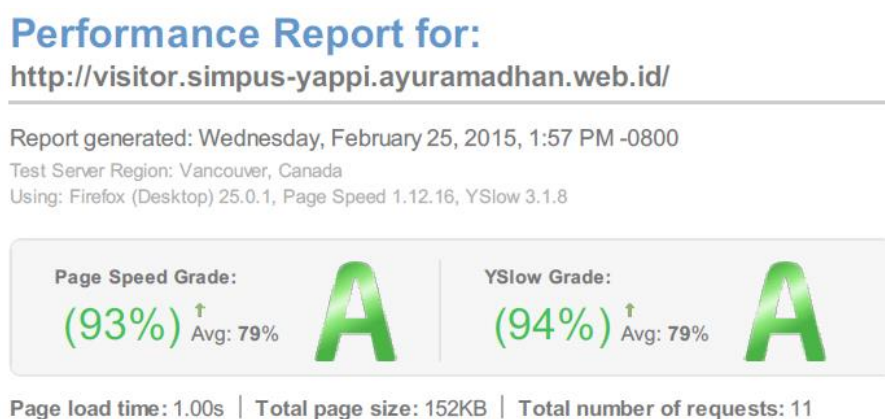 Performance Report for:
http://visitor.simpus-yappi.ayuramadhan.web.id/
Report generated: Wednesday, February 25, 2015, 1:57 PM -0800
Test Server Region: Vancouver, Canada
Using: Firefox (Desktop) 25.0.1, Page Speed 1.12.16, YSlow 3.1.8
Page Speed Grade:
(93%) Avg: 79%
A
YSlow Grade:
(94%) Avg: 79%
A
Page load time: 1.00s | Total page size: 152KB | Total number of requests: 11